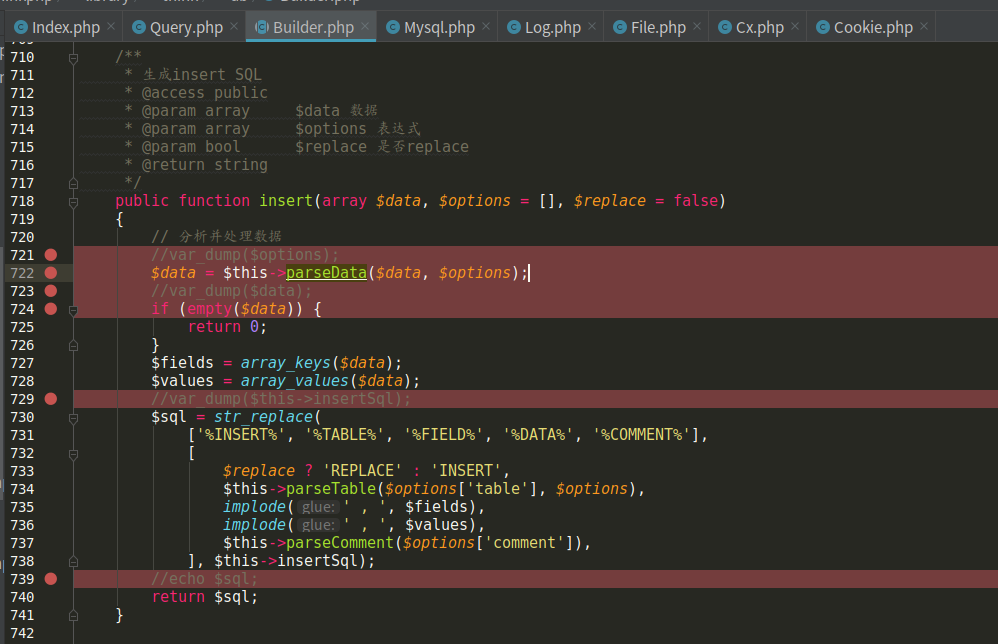 Index.php × Query.php × Builder.php × Mysql.php × Log.php × File.php × Cx.php × Cookie.php ×
710 /**
711 * 生成insert SQL
712 * @access public
713 * @param array $data 数据
714 * @param array $options 表达式
715 * @param bool $replace 是否replace
716 * @return string
717 */
718 public function insert(array $data, $options = [], $replace = false)
719 {
720 // 分析并处理数据
721 //var_dump($options);
722 $data = $this->parseData($data, $options);
723 //var_dump($data);
724 if (empty($data)) {
725 return 0;
726 }
727 $fields = array_keys($data);
728 $values = array_values($data);
729 //var_dump($this->insertSql);
730 $sql = str_replace(
731 ['%INSERT%', '%TABLE%', '%FIELD%', '%DATA%', '%COMMENT%'],
732 [
733 $replace ? 'REPLACE' : 'INSERT',
734 $this->parseTable($options['table'], $options),
735 implode( glue: ' , ', $fields),
736 implode( glue: ' , ', $values),
737 $this->parseComment($options['comment']),
738 ], $this->insertSql);
739 //echo $sql;
740 return $sql;
741 }
742